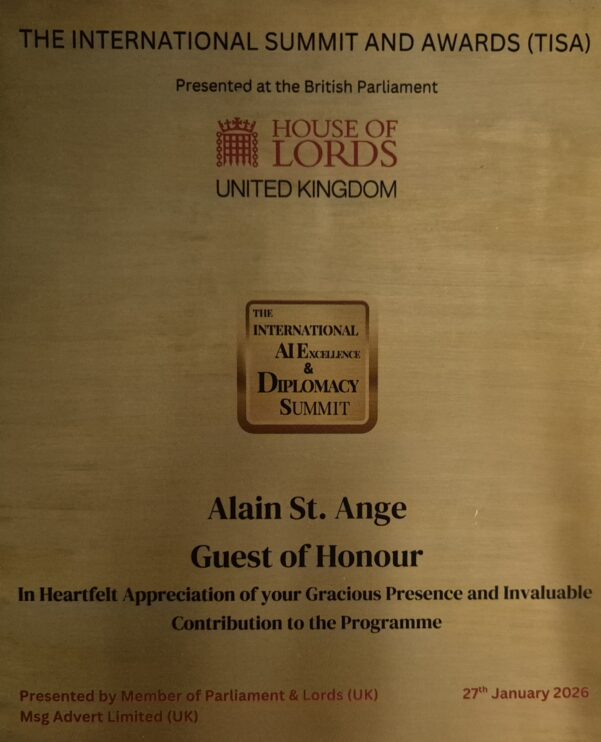 THE INTERNATIONAL SUMMIT AND AWARDS (TISA)
Presented at the British Parliament
HOUSE OF
LORDS
UNITED KINGDOM
THE
INTERNATIONAL
AI EXCELLENCE
&
DIPLOMACY
SUMMIT
Alain St. Ange
Guest of Honour
In Heartfelt Appreciation of your Gracious Presence and Invaluable
Contribution to the Programme
Presented by Member of Parliament & Lords (UK)
Msg Advert Limited (UK)
27th January 2026